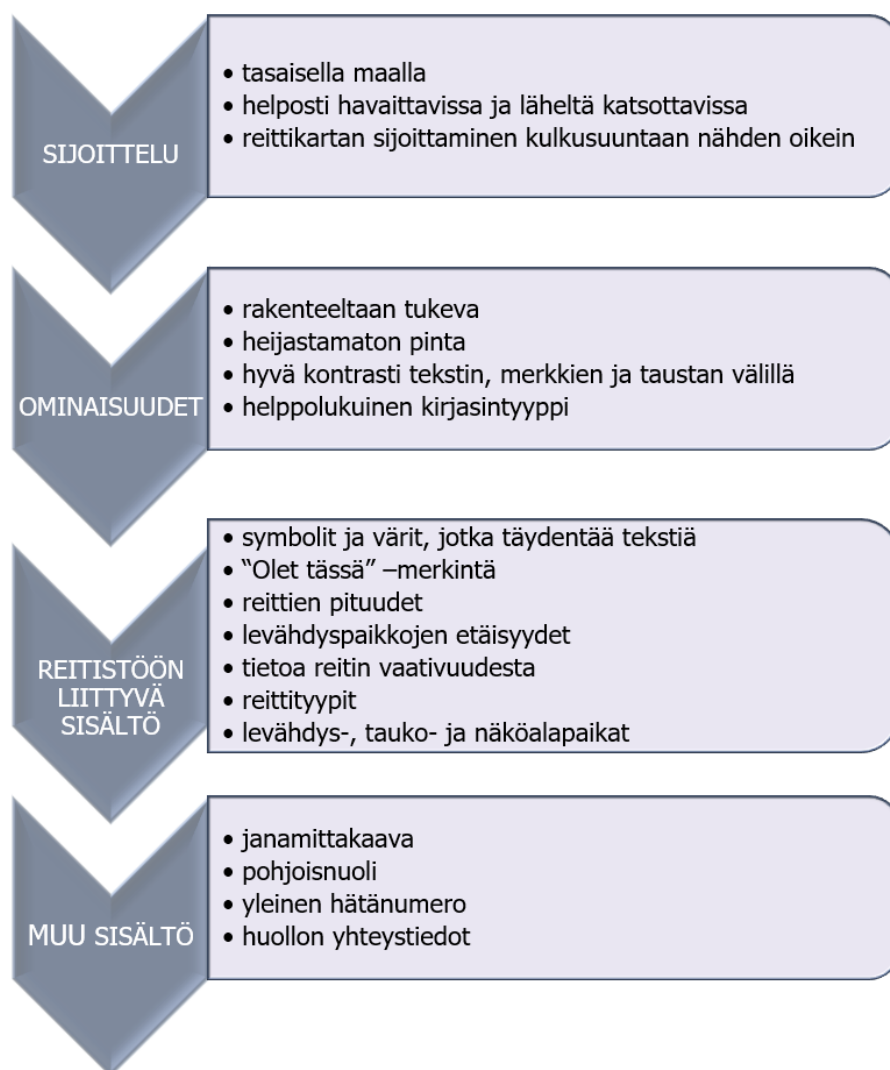 SIJOITTELU
• tasaisella maalla
• helposti havaittavissa ja läheltä katsottavissa
• reittikartan sijoittaminen kulkusuuntaan nähden oikein
OMINAISUUDET
• rakenteeltaan tukeva
• heijastamaton pinta
• hyvä kontrasti tekstin, merkkien ja taustan välillä
• helppolukuinen kirjasintyyppi
REITISTÖÖN
LIITTYVÄ
SISÄLTÖ
• symbolit ja värit, jotka täydentää tekstiä
• “Olet tässä” –merkintä
• reittien pituudet
• levähdyspaikkojen etäisyydet
• tietoa reitin vaativuudesta
• reittityypit
• levähdys-, tauko- ja näköalapaikat
MUU SISÄLTÖ
• janamittakaava
• pohjoisnuoli
• yleinen hätänumero
• huollon yhteystiedot